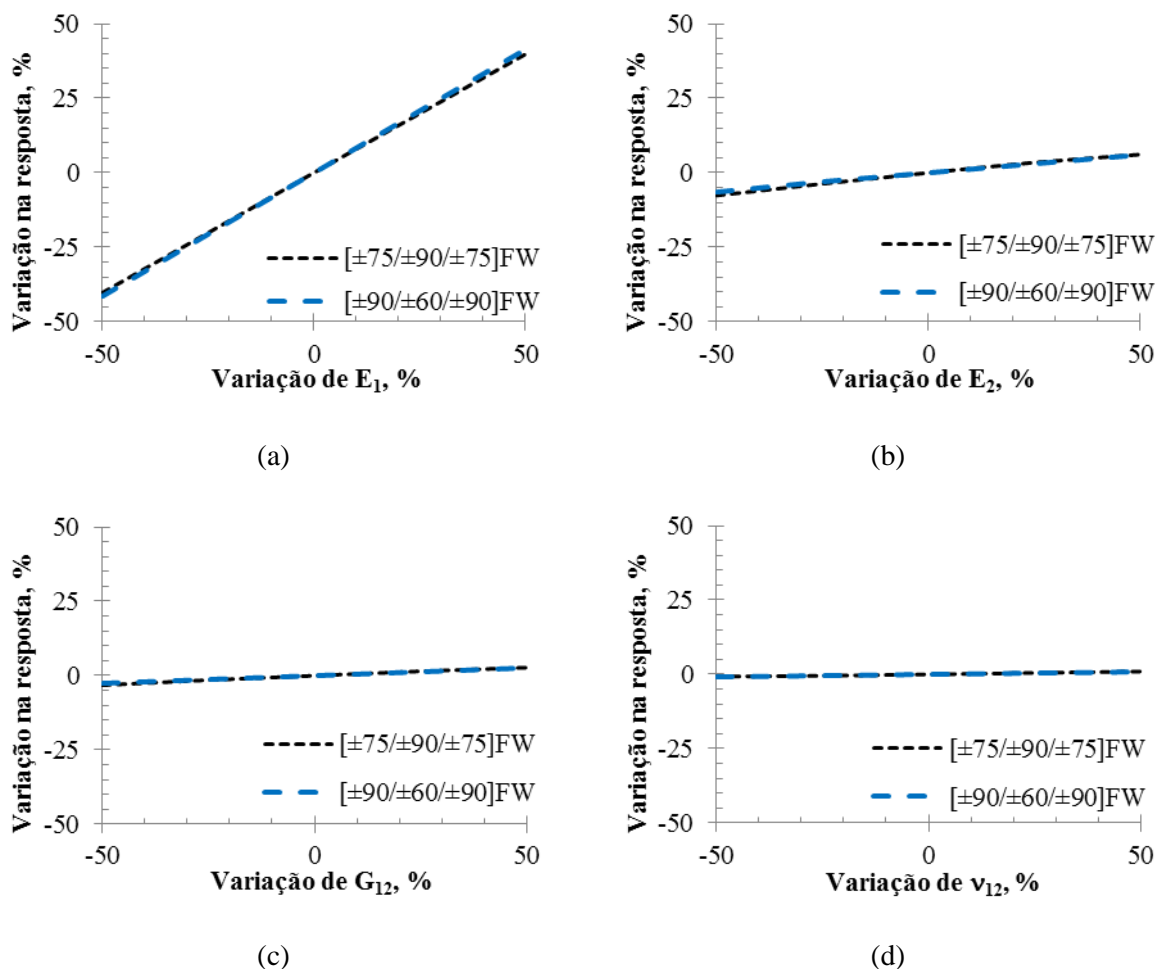 50
25
0
-25
-50
Variação na resposta, %
[±75/±90/±75]FW
[±90/±60/±90]FW
-50 0 50
Variação de E₁, %
(a)
50
25
0
-25
-50
Variação na resposta, %
[±75/±90/±75]FW
[±90/±60/±90]FW
-50 0 50
Variação de E₂, %
(b)
50
25
0
-25
-50
Variação na resposta, %
[±75/±90/±75]FW
[±90/±60/±90]FW
-50 0 50
Variação de G₁₂, %
(c)
50
25
0
-25
-50
Variação na resposta, %
[±75/±90/±75]FW
[±90/±60/±90]FW
-50 0 50
Variação de ν₁₂, %
(d)